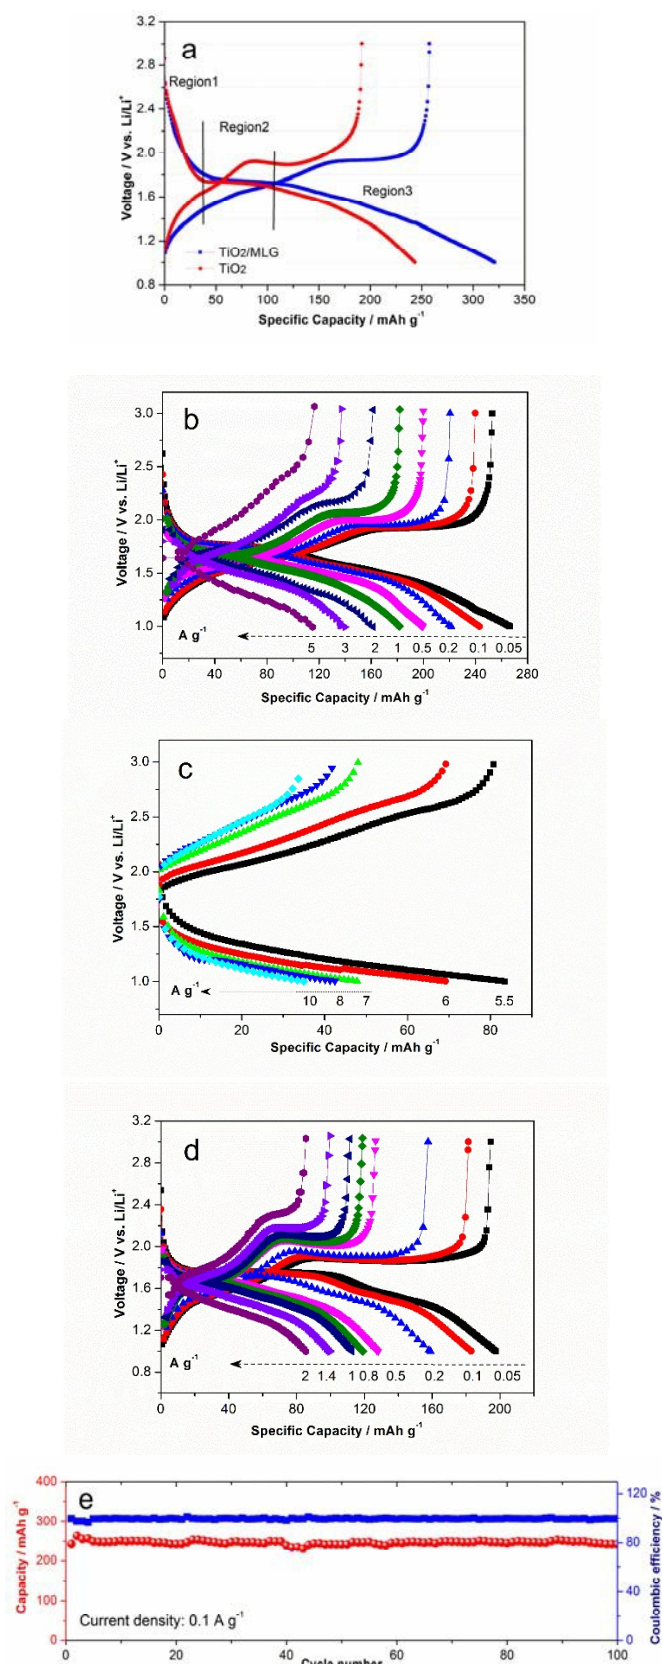 a
3.2
2.8
2.4
2.0
1.6
1.2
0.8
Voltage / V vs. Li/Li⁺
Region1
Region2
Region3
TiO2/MLG
TiO2
0 50 100 150 200 250 300 350
Specific Capacity / mAh g⁻¹
b
3.0
2.5
2.0
1.5
1.0
Voltage / V vs. Li/Li⁺
A g⁻¹
5 3 2 1 0.5 0.2 0.1 0.05
0 40 80 120 160 200 240 280
Specific Capacity / mAh g⁻¹
c
3.0
2.5
2.0
1.5
1.0
Voltage / V vs. Li/Li⁺
A g⁻¹
10 8 7 6 5.5
0 20 40 60 80
Specific Capacity / mAh g⁻¹
d
3.2
2.8
2.4
2.0
1.6
1.2
0.8
Voltage / V vs. Li/Li⁺
A g⁻¹
2 1.4 1 0.8 0.5 0.2 0.1 0.05
0 40 80 120 160 200
Specific Capacity / mAh g⁻¹
e
400
300
200
100
0
Capacity / mAh g⁻¹
120
80
40
0
Coulombic efficiency / %
Current density: 0.1 A g⁻¹
0 20 40 60 80 100
Cycle number